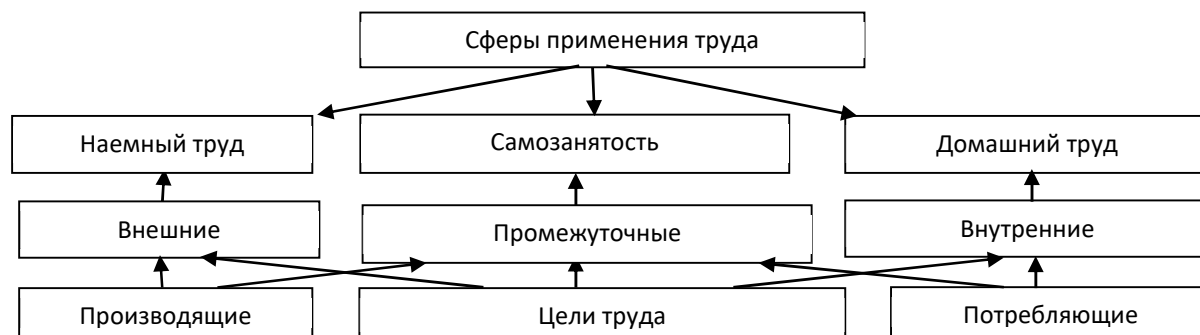 Сферы применения труда
Наемный труд
Самозанятость
Домашний труд
Внешние
Промежуточные
Внутренние
Производящие
Цели труда
Потребляющие